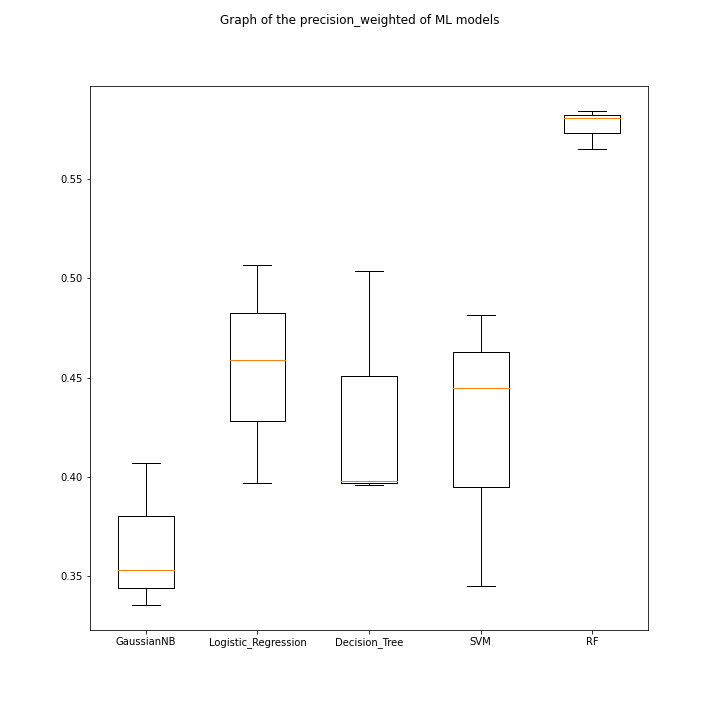 Graph of the precision_weighted of ML models
0.55
0.50
0.45
0.40
0.35
GaussianNB Logistic_Regression Decision_Tree SVM RF